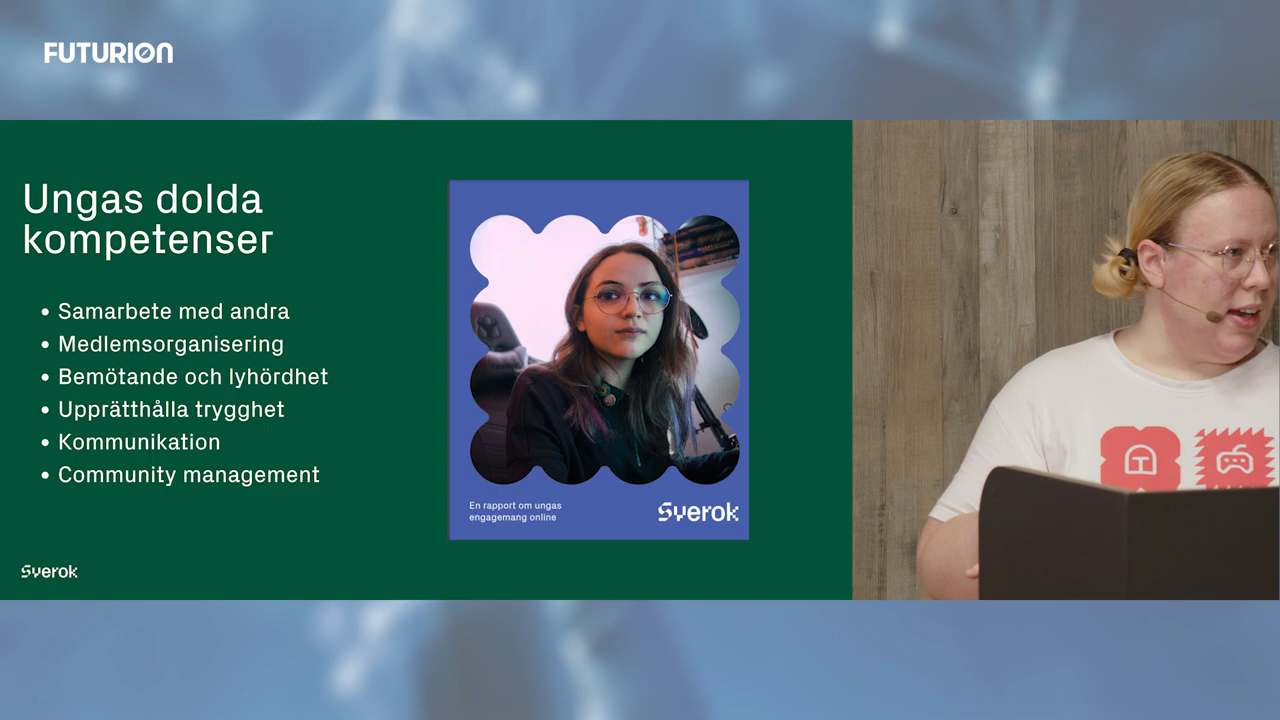 FUTURION
Ungas dolda
kompetenser
• Samarbete med andra
• Medlemsorganisering
• Bemötande och lyhördhet
• Upprätthålla trygghet
• Kommunikation
• Community management
En rapport om ungas
engagemang online
Sverok
Sverok